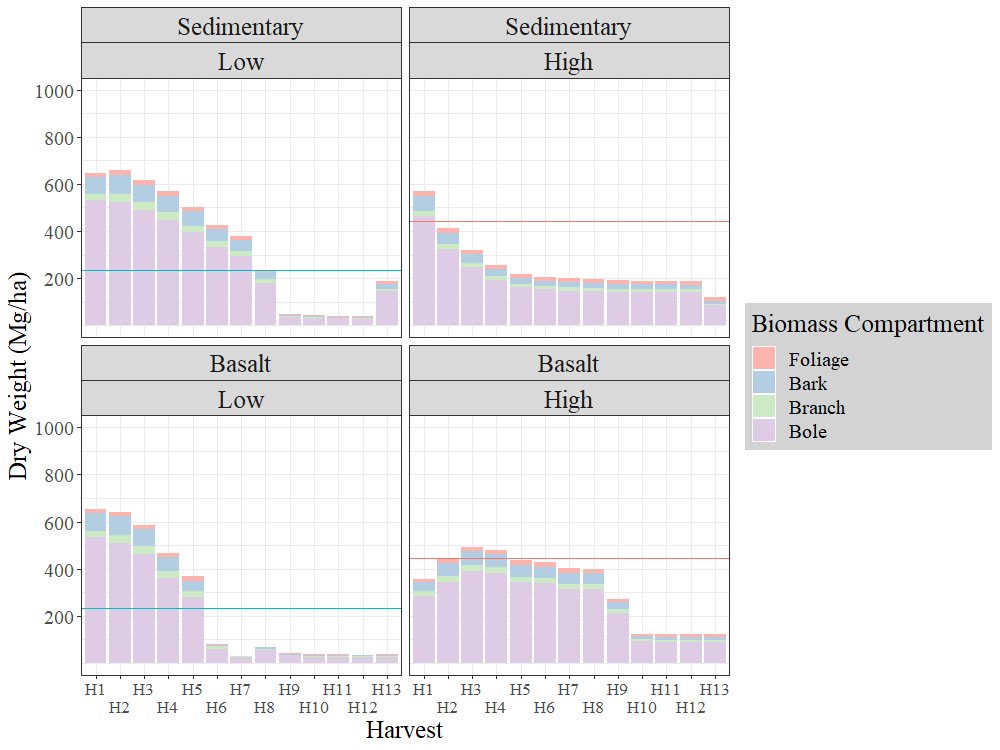 Sedimentary
Sedimentary
Low
High
1000
800
600
400
200
Basalt
Basalt
Low
High
1000
800
600
400
200
Dry Weight (Mg/ha)
H1 H3 H5 H7 H9 H11 H13
H2 H4 H6 H8 H10 H12
H1 H3 H5 H7 H9 H11 H13
H2 H4 H6 H8 H10 H12
Harvest
Biomass Compartment
Foliage
Bark
Branch
Bole